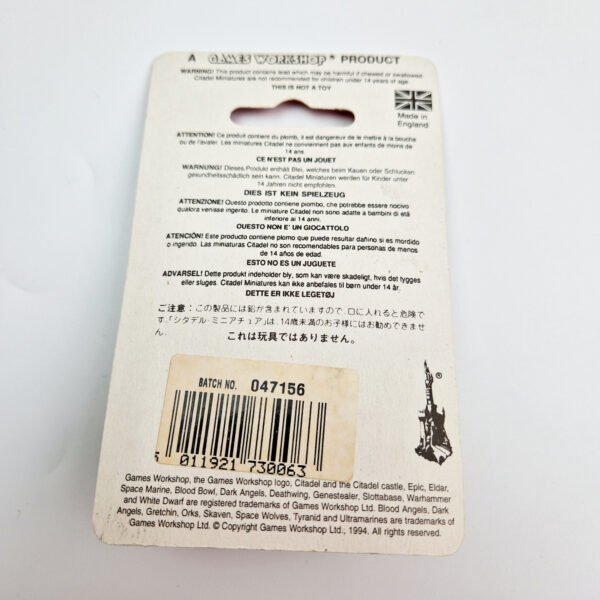 A GAMES WORKSHOP® PRODUCT
WARNING! This product contains lead which may be harmful if chewed or swallowed.
Citadel Miniatures are not recommended for children under 14 years of age.
THIS IS NOT A TOY
Made in
England
ATTENTION! Ce produit contient du plomb, il est dangereux de le mettre à la bouche
ou de l'avaler. Les miniatures Citadel ne conviennent pas aux enfants de moins de
14 ans.
CE N'EST PAS UN JOUET
WARNUNG! Dieses Produkt enthält Blei, welches beim Kauen oder Schlucken
gesundheitsschädlich sein kann. Citadel Miniaturen werden für Kinder unter
14 Jahren nicht empfohlen.
DIES IST KEIN SPIELZEUG
ATTENZIONE! Questo prodotto contiene piombo, che potrebbe essere nocivo
qualora venisse ingerito. Le miniature Citadel non sono adatte a bambini di età
inferiore ai 14 anni.
QUESTO NON E' UN GIOCATTOLO
ATENCIÓN! Este producto contiene plomo que puede resultar dañino si es mordido
o ingerido. Las miniaturas Citadel no son recomendables para personas de menos
de 14 años de edad.
ESTO NO ES UN JUGUETE
ADVARSEL! Dette produkt indeholder bly, som kan være skadeligt, hvis det tygges
eller sluges. Citadel Miniatures kan ikke anbefales til børn under 14 år.
DETTE ER IKKE LEGETØJ
ご注意：この製品には鉛が含まれていますので、口に入れると危険で
す。「シタデル・ミニアチュア」は、14歳未満のお子様にはお勧めできませ
ん。
これは玩具ではありません。
BATCH NO. 047156
5 011921 730063
®
Games Workshop, the Games Workshop logo, Citadel and the Citadel castle, Epic, Eldar,
Space Marine, Blood Bowl, Dark Angels, Deathwing, Genestealer, Slottabase, Warhammer
and White Dwarf are registered trademarks of Games Workshop Ltd. Blood Angels, Dark
Angels, Gretchin, Orks, Skaven, Space Wolves, Tyranid and Ultramarines are trademarks of
Games Workshop Ltd. © Copyright Games Workshop Ltd., 1994. All rights reserved.